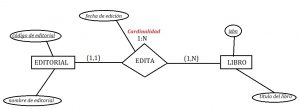 fecha de edición
Cardinalidad
código de editorial
1:N
isbn
EDITORIAL
(1,1)
EDITA
(1,N)
LIBRO
nombre de editorial
Título del libro